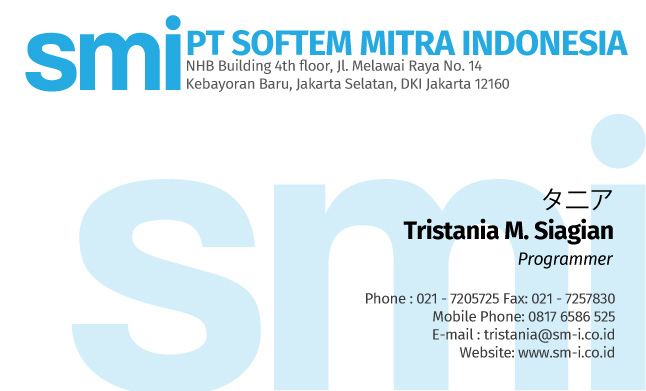 smi PT SOFTEM MITRA INDONESIA
NHB Building 4th floor, Jl. Melawai Raya No. 14
Kebayoran Baru, Jakarta Selatan, DKI Jakarta 12160
smi
タニア
Tristania M. Siagian
Programmer
Phone : 021 - 7205725 Fax: 021 - 7257830
Mobile Phone: 0817 6586 525
E-mail : tristania@sm-i.co.id
Website: www.sm-i.co.id